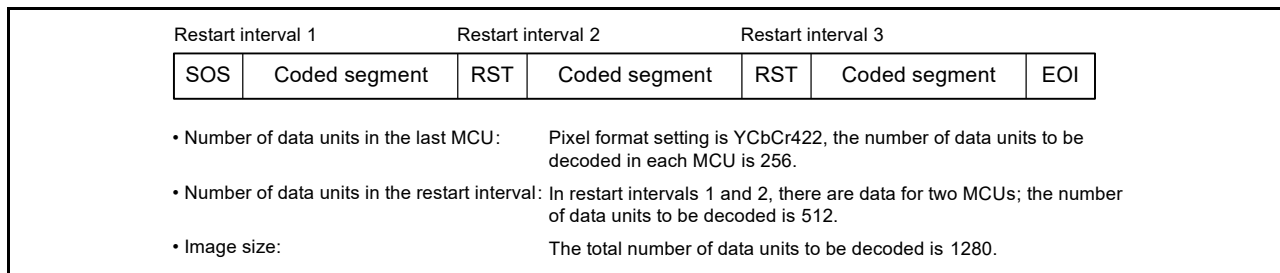 Restart interval 1 Restart interval 2 Restart interval 3
SOS Coded segment RST Coded segment RST Coded segment EOI
• Number of data units in the last MCU: Pixel format setting is YCbCr422, the number of data units to be
decoded in each MCU is 256.
• Number of data units in the restart interval: In restart intervals 1 and 2, there are data for two MCUs; the number
of data units to be decoded is 512.
• Image size: The total number of data units to be decoded is 1280.